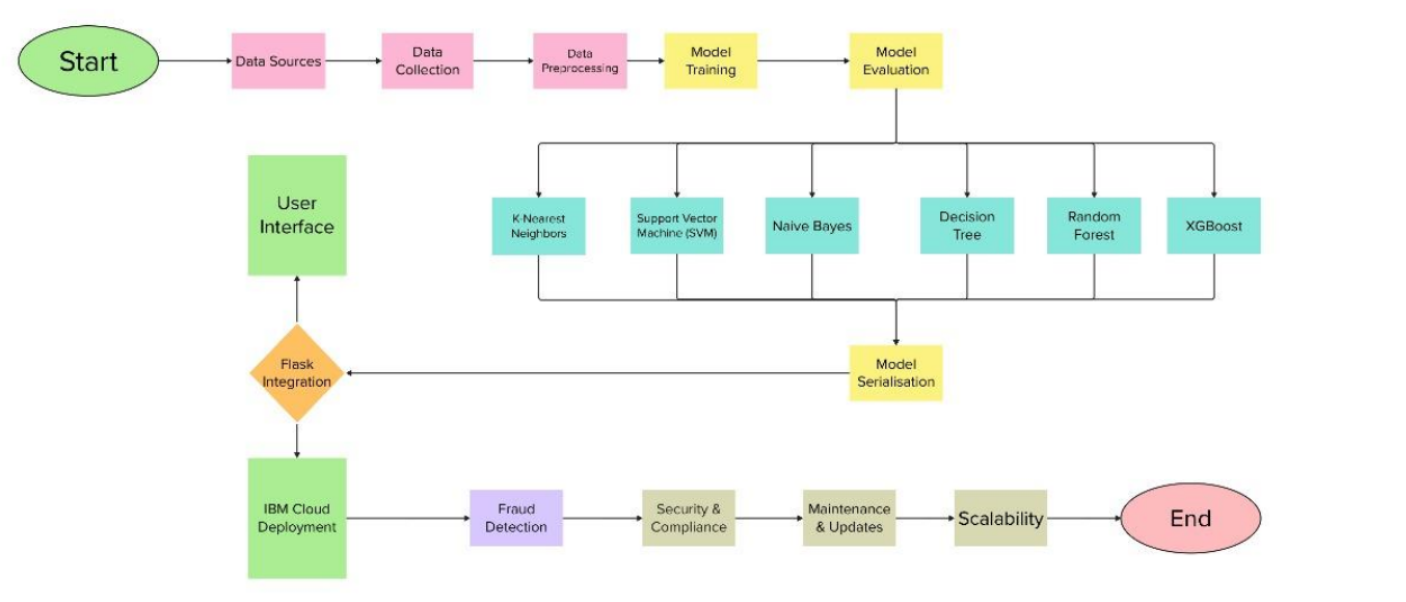 Start
Data Sources
Data
Collection
Data
Preprocessing
Model
Training
Model
Evaluation
User
Interface
K-Nearest
Neighbors
Support Vector
Machine (SVM)
Naive Bayes
Decision
Tree
Random
Forest
XGBoost
Flask
Integration
Model
Serialisation
IBM Cloud
Deployment
Fraud
Detection
Security &
Compliance
Maintenance
& Updates
Scalability
End